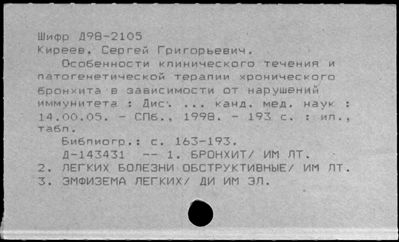 Шифр Д98-2105
Киреев, Сергей Григорьевич.
Особенности клинического течения и
патогенетической терапии хронического
бронхита в зависимости от нарушений
иммунитета : Дис. ... канд. мед. наук :
14.00.05. - СПб., 1998. - 193 с. : ил.,
табл.
Библиогр.: с. 163-193.
Д-143431 -- 1. БРОНХИТ/ ИМ ЛТ.
2. ЛЕГКИХ БОЛЕЗНИ ОБСТРУКТИВНЫЕ/ ИМ ЛТ.
3. ЭМФИЗЕМА ЛЕГКИХ/ ДИ ИМ ЭЛ.